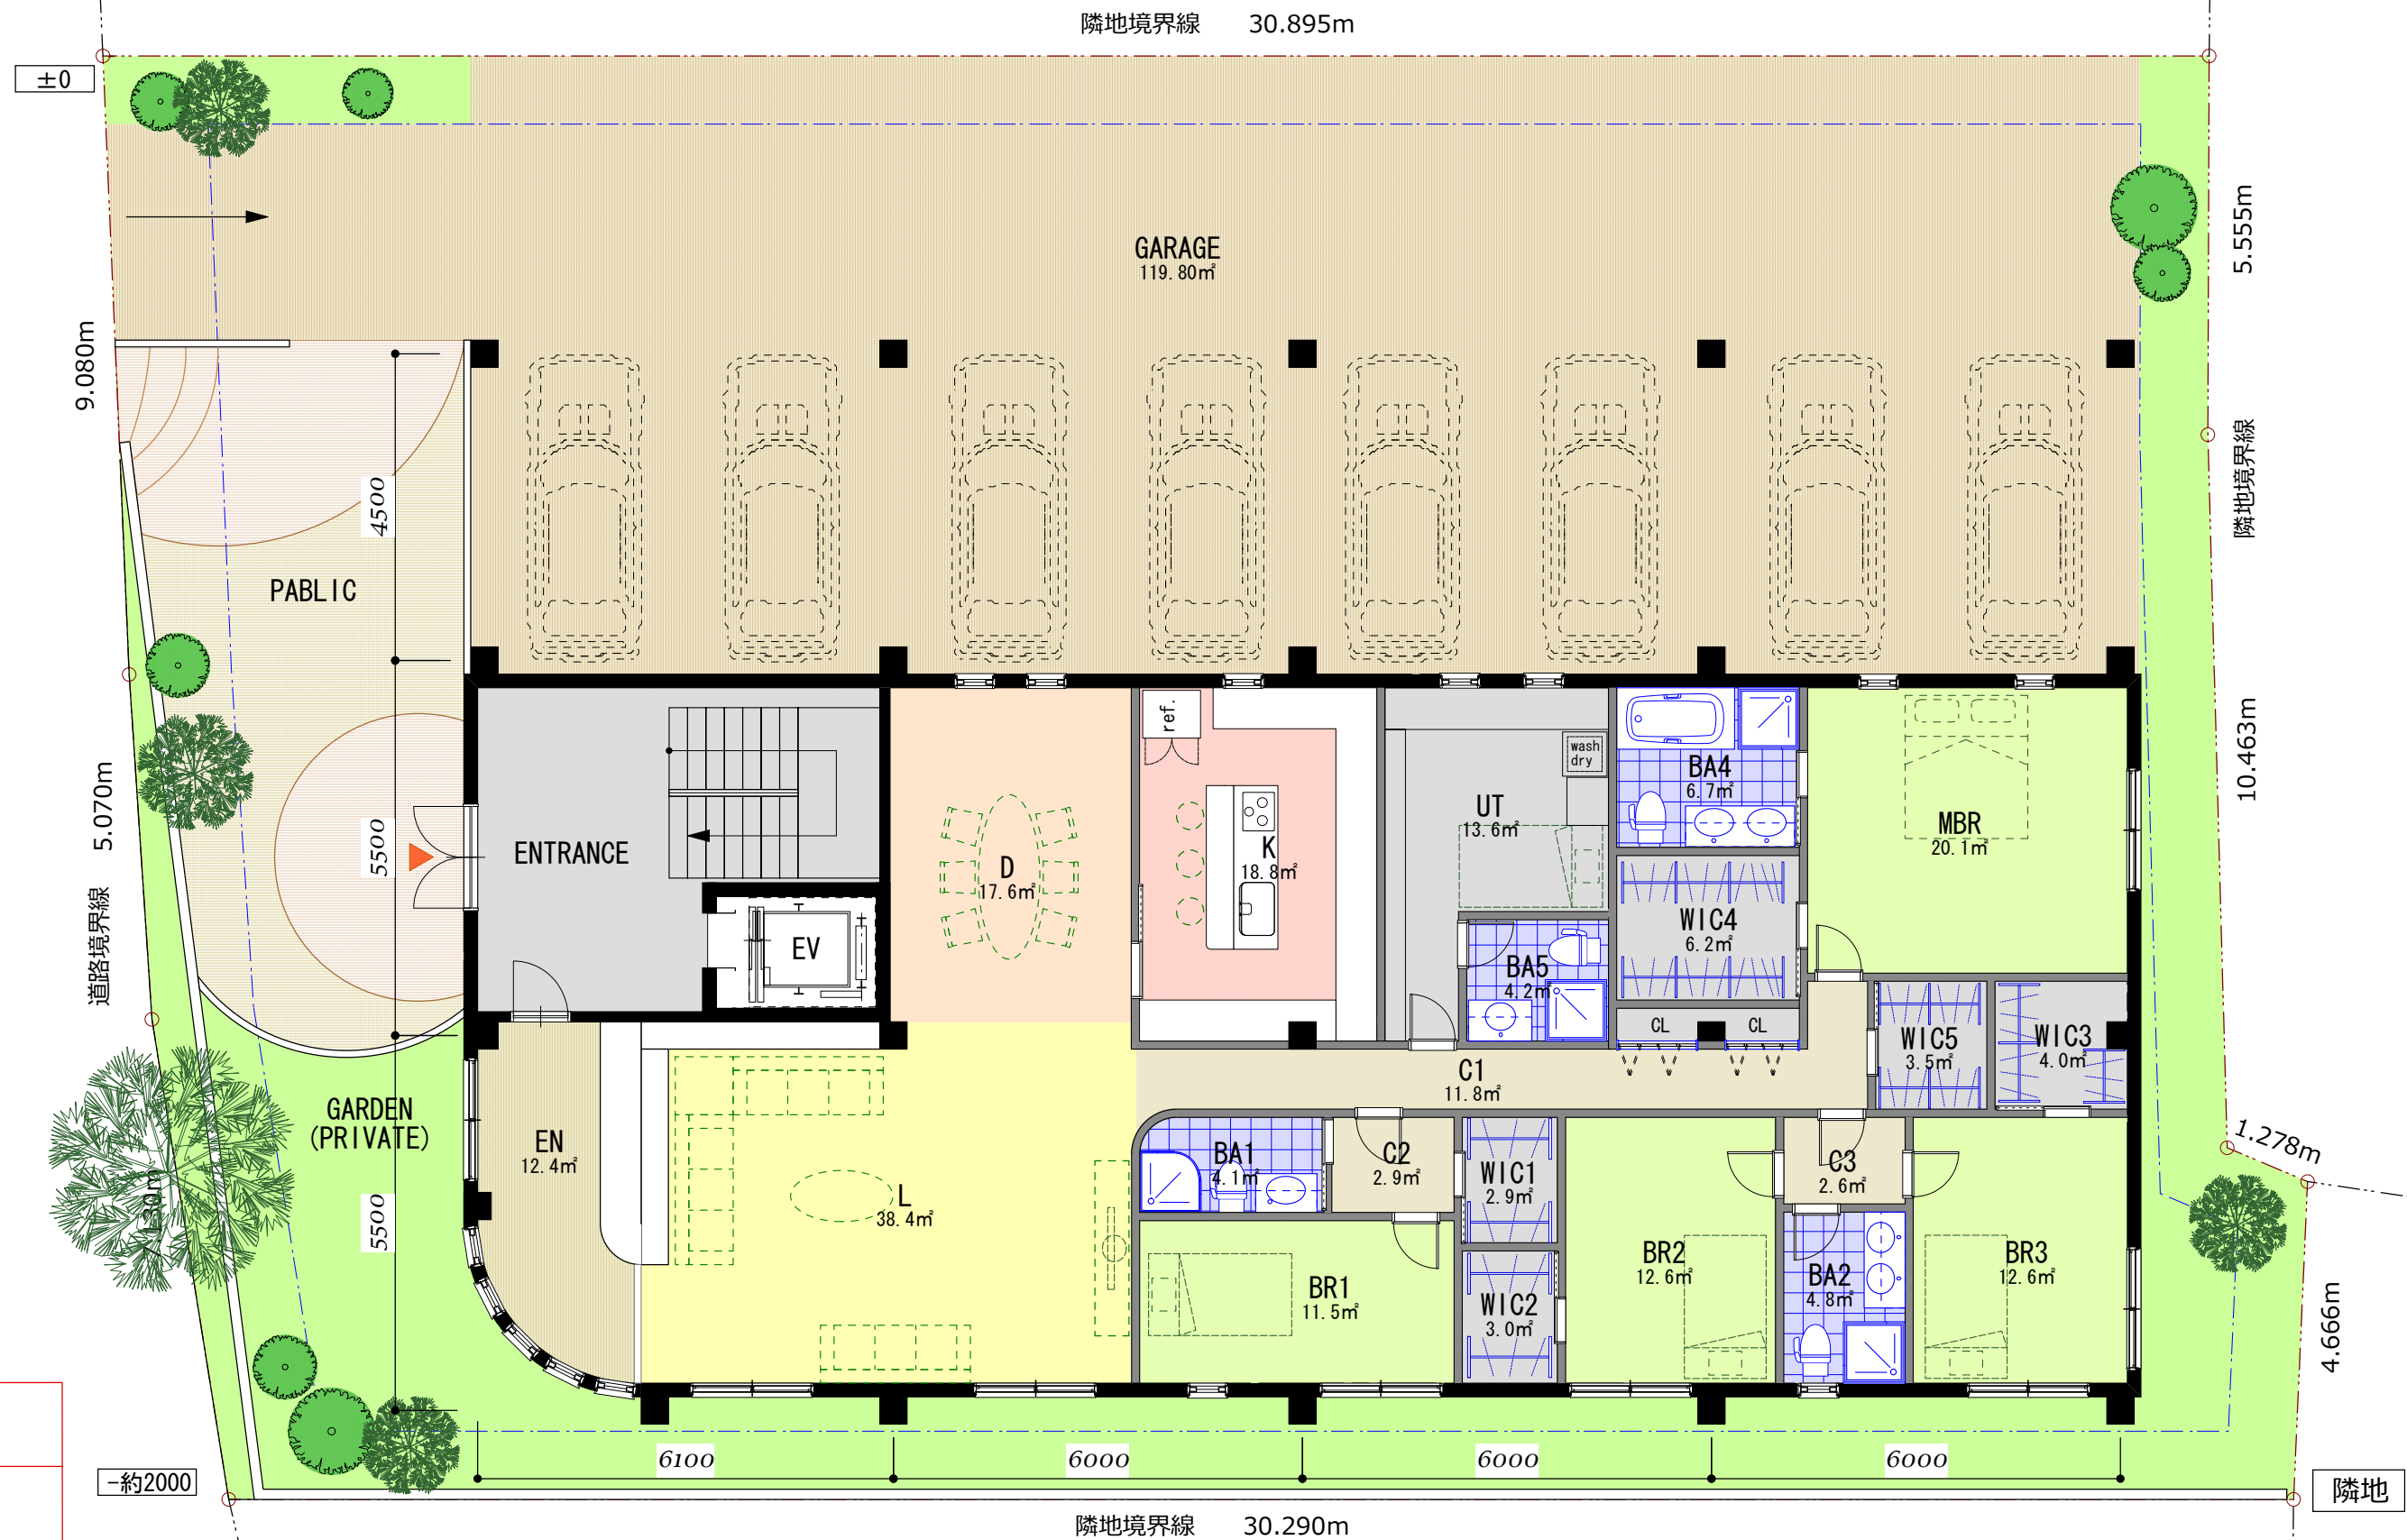 隣地境界線 30.895m
±0
GARAGE
119.80㎡
5.555m
9.080m
隣地境界線
4500
PABLIC
ref.
wash
dry
BA4
6.7㎡
10.463m
5.070m
UT
13.6㎡
MBR
20.1㎡
5500
ENTRANCE
K
18.8㎡
D
17.6㎡
WIC4
6.2㎡
EV
道路境界線
BA5
4.2㎡
CL
CL
WIC5
3.5㎡
WIC3
4.0㎡
C1
11.8㎡
GARDEN
(PRIVATE)
EN
12.4㎡
BA1
4.1㎡
C2
2.9㎡
WIC1
2.9㎡
C3
2.6㎡
1.278m
L
38.4㎡
5500
BR1
11.5㎡
WIC2
3.0㎡
BR2
12.6㎡
BA2
4.8㎡
BR3
12.6㎡
4.666m
6100
6000
6000
6000
-約2000
隣地
隣地境界線 30.290m